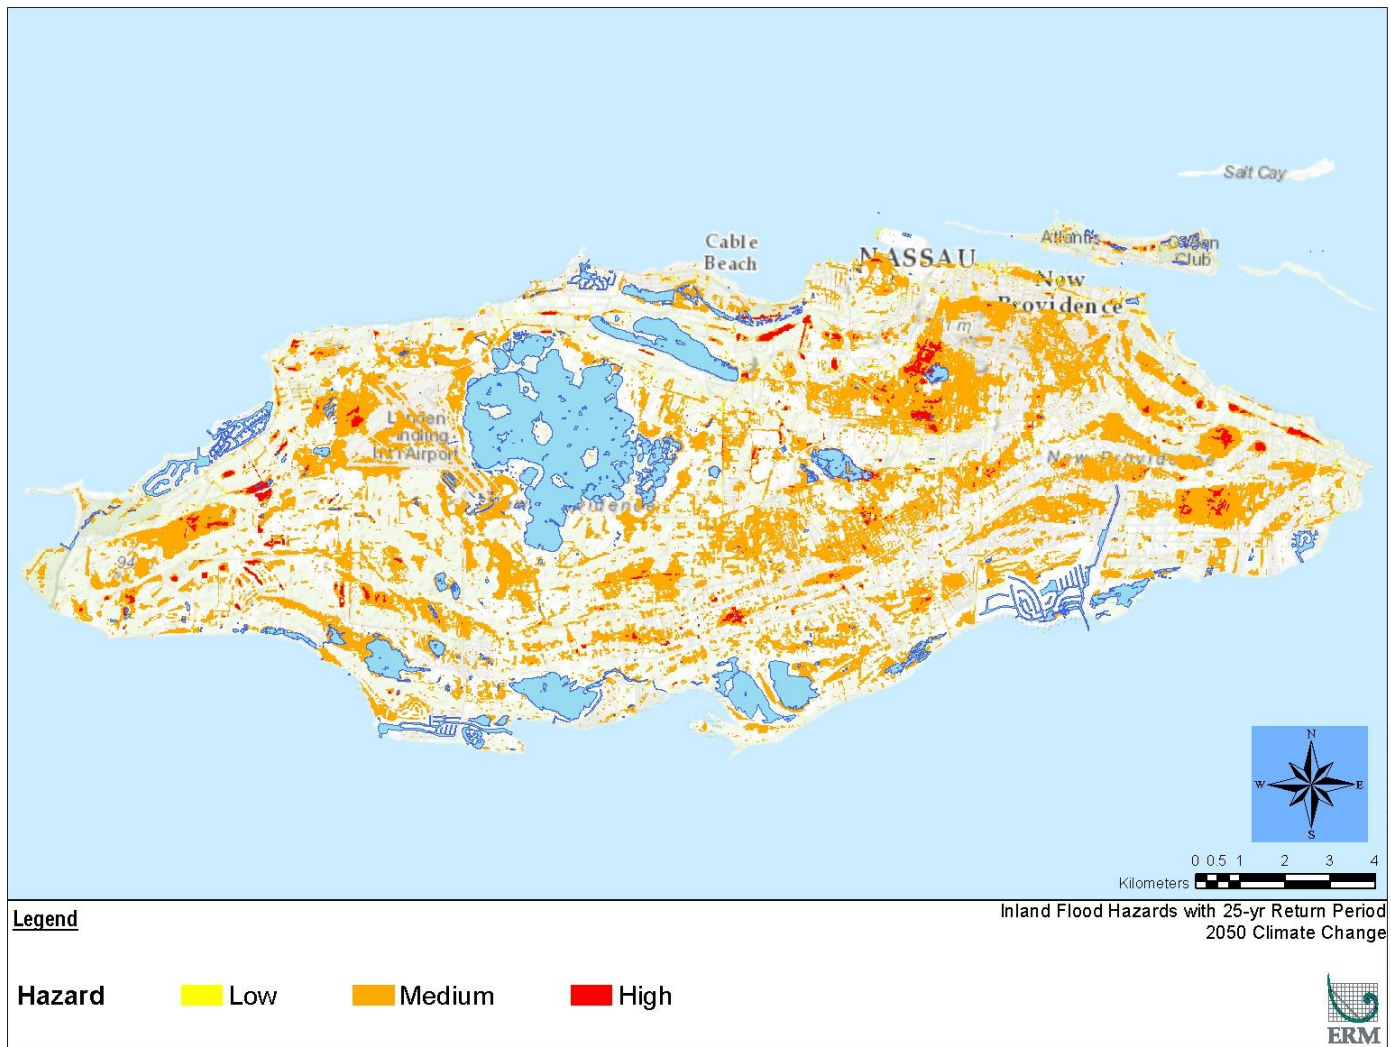 Salt Cay
Atlantis
Ocean
Club
Cable
Beach
NASSAU
New
Providence
Lynden
Pindling
Int'l Airport
New Providence
94
N
W
E
S
0 0.5 1 2 3 4
Kilometers
Legend
Inland Flood Hazards with 25-yr Return Period
2050 Climate Change
Hazard
Low
Medium
High
ERM